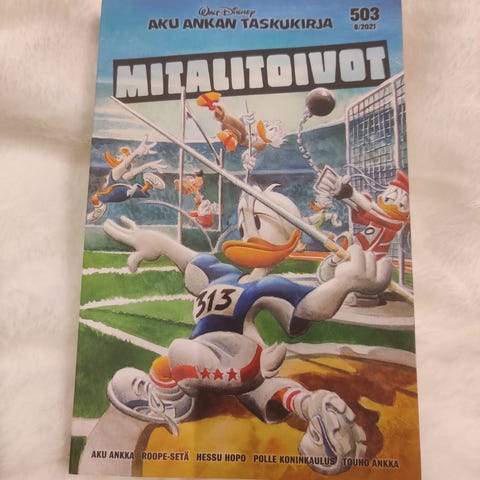 Walt Disney
AKU ANKAN TASKUKIRJA
503
8/2021
MITALITOIVOT
313
AKU ANKKA ROOPE-SETÄ HESSU HOPO POLLE KONINKAULUS TOUHO ANKKA